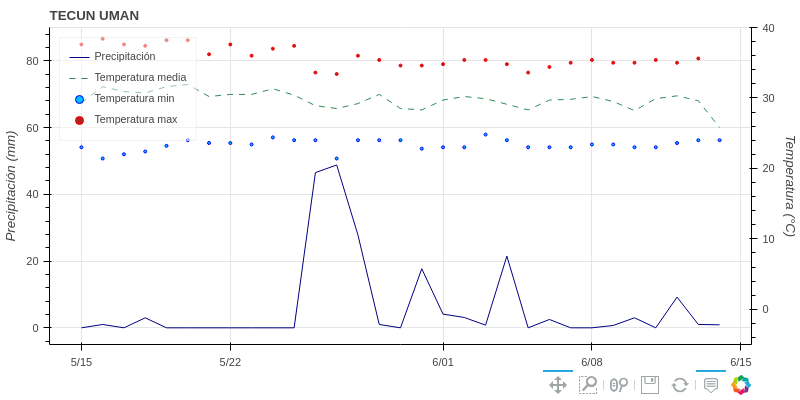 TECUN UMAN
Precipitación
Temperatura media
Temperatura min
Temperatura max
Precipitación (mm)
80
60
40
20
0
Temperatura (°C)
40
30
20
10
0
5/15 5/22 6/01 6/08 6/15